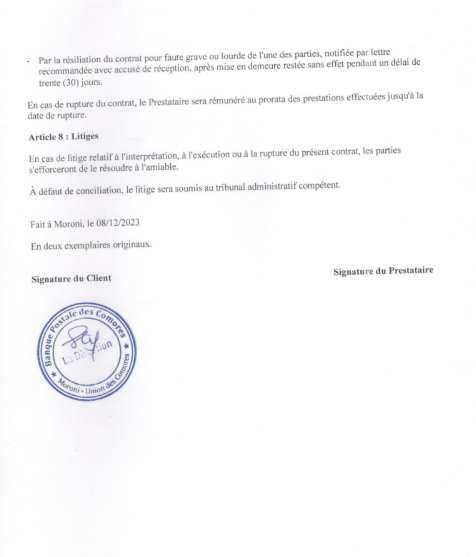 - Par la résiliation du contrat pour faute grave ou lourde de l'une des parties, notifiée par lettre
recommandée avec accusé de réception, après mise en demeure restée sans effet pendant un délai de
trente (30) jours.
En cas de rupture du contrat, le Prestataire sera rémunéré au prorata des prestations effectuées jusqu'à la
date de rupture.
Article 8 : Litiges
En cas de litige relatif à l'interprétation, à l'exécution ou à la rupture du présent contrat, les parties
s'efforceront de le résoudre à l'amiable.
À défaut de conciliation, le litige sera soumis au tribunal administratif compétent.
Fait à Moroni, le 08/12/2023
En deux exemplaires originaux.
Signature du Client
Signature du Prestataire
Banque Postale des Comores
La Direction
★ Moroni - Union des Comores ★